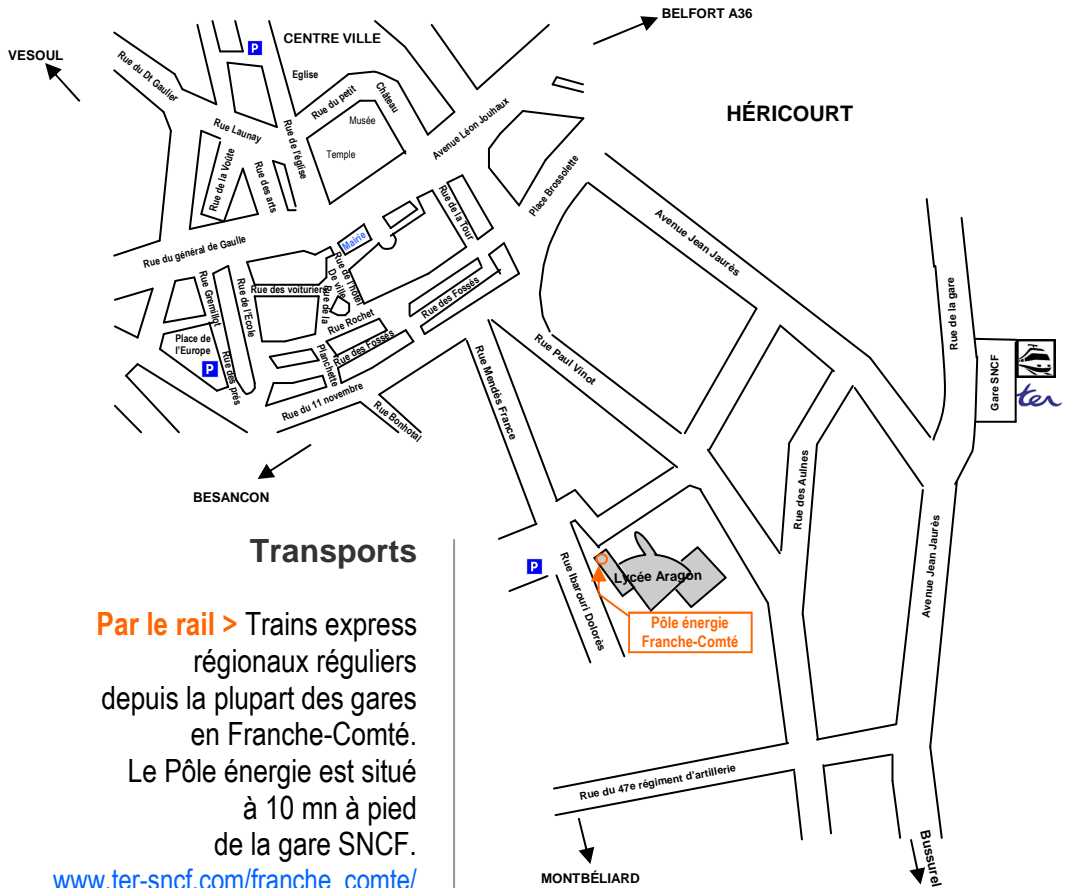 BELFORT A36
VESOUL
P
CENTRE VILLE
HÉRICOURT
Rue du Dt Gaulier
Eglise
Rue du petit
Château
Musée
Temple
Rue Launay
Rue de l'église
Avenue Léon Jouhaux
Rue de la Voûte
Rue des arts
Place Brossolette
Rue de la Tour
Avenue Jean Jaurès
Mairie
Rue du général de Gaulle
Rue de l'hôtel
De ville
Rue des voituriers
Rue Gremillot
Rue de l'Ecole
Rue de la
Planchette
Rue Rochet
Rue des Fossés
Rue des Fossés
Place de
l'Europe
P
Rue des près
Rue du 11 novembre
Rue Bonhotal
Rue Mendès France
Rue Paul Vinot
Rue de la gare
Gare SNCF
ter
Rue des Aulnes
Avenue Jean Jaurès
BESANCON
P
Rue Ibarouri Dolorès
Lycée Aragon
Pôle énergie
Franche-Comté
Rue du 47e régiment d'artillerie
MONTBÉLIARD
Bussurel
Transports
Par le rail > Trains express
régionaux réguliers
depuis la plupart des gares
en Franche-Comté.
Le Pôle énergie est situé
à 10 mn à pied
de la gare SNCF.
www.ter-sncf.com/franche_comte/